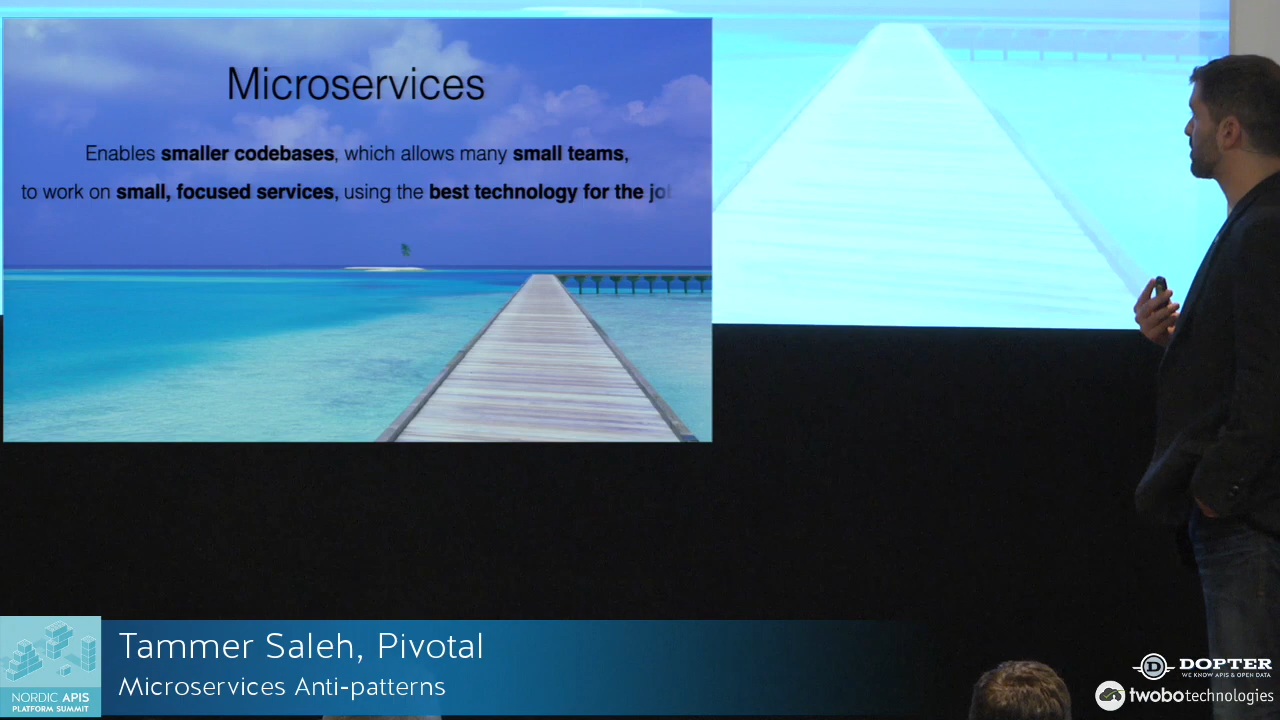 Microservices
Enables smaller codebases, which allows many small teams,
to work on small, focused services, using the best technology for the job
Tammer Saleh, Pivotal
Microservices Anti-patterns
NORDIC APIS
PLATFORM SUMMIT
D
DOPTER
WE KNOW APIS & OPEN DATA
twobotechnologies